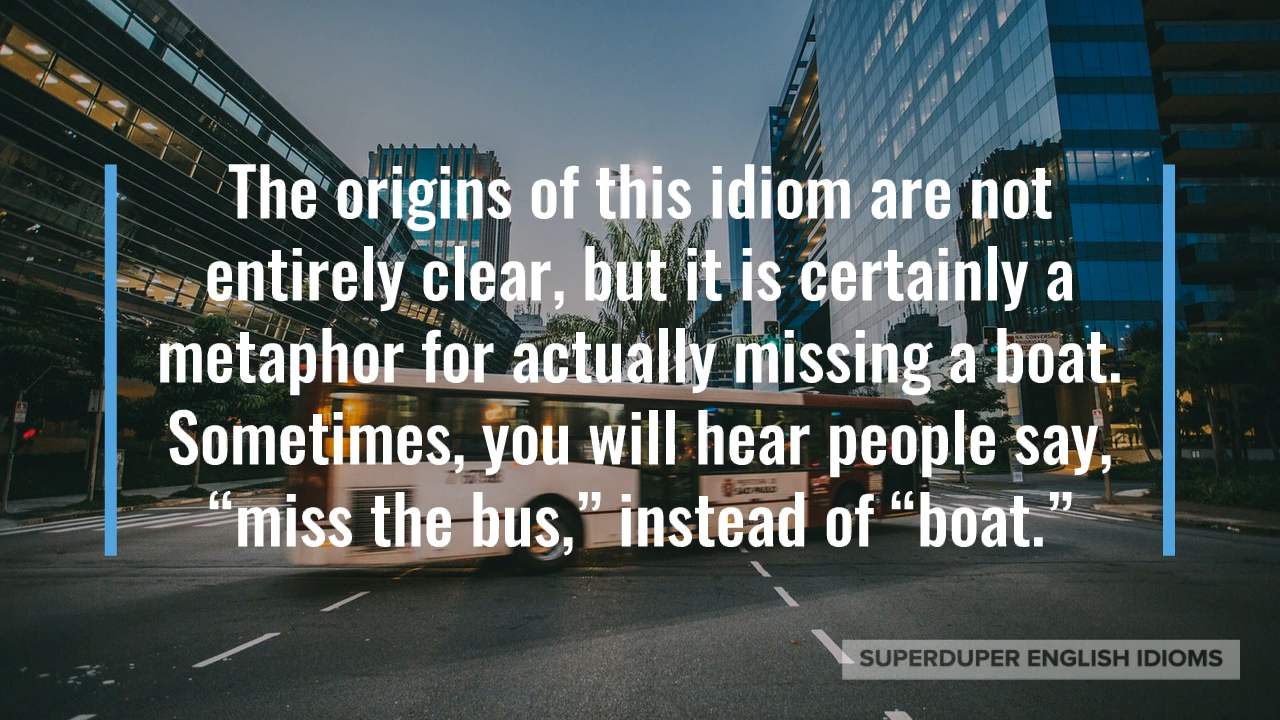 The origins of this idiom are not
entirely clear, but it is certainly a
metaphor for actually missing a boat.
Sometimes, you will hear people say,
“miss the bus,” instead of “boat.”
SUPERDUPER ENGLISH IDIOMS